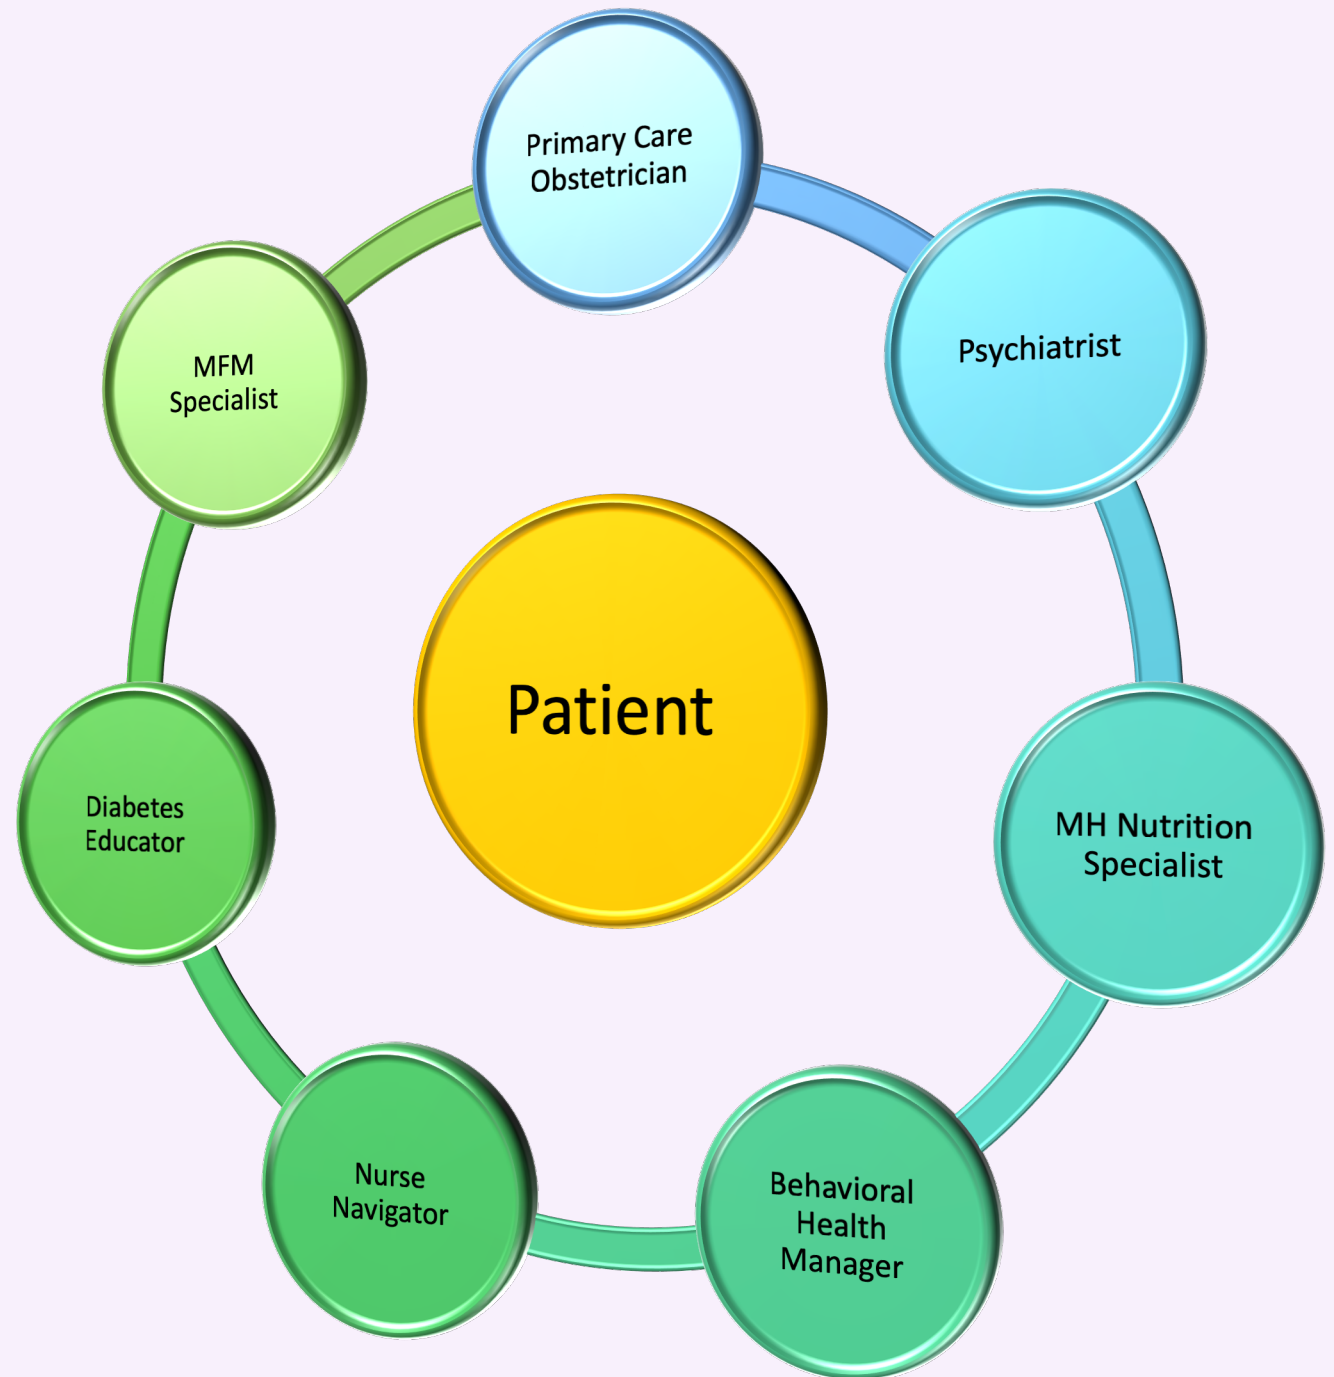 Primary Care
Obstetrician
Psychiatrist
MH Nutrition
Specialist
Behavioral
Health
Manager
Nurse
Navigator
Diabetes
Educator
MFM
Specialist
Patient